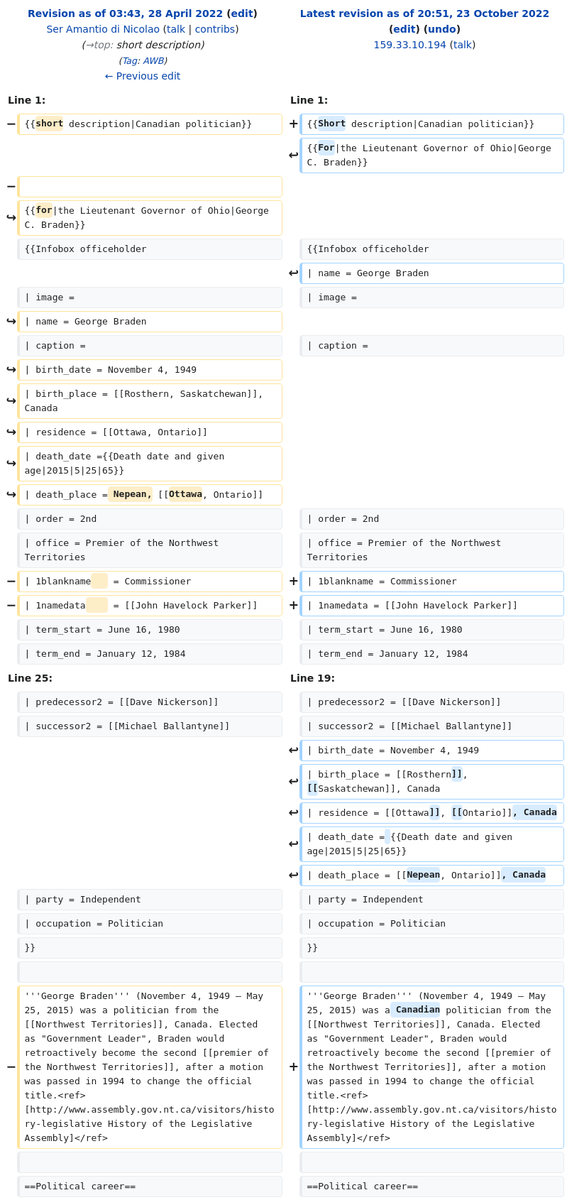 Revision as of 03:43, 28 April 2022 (edit)
Ser Amantio di Nicolao (talk | contribs)
(→top: short description)
(Tag: AWB)
← Previous edit
Latest revision as of 20:51, 23 October 2022
(edit) (undo)
159.33.10.194 (talk)
Line 1:
Line 1:
− {{short description|Canadian politician}}
+ {{Short description|Canadian politician}}
↩ {{For|the Lieutenant Governor of Ohio|George
C. Braden}}
−
↪ {{for|the Lieutenant Governor of Ohio|George
C. Braden}}
{{Infobox officeholder
{{Infobox officeholder
↩ | name = George Braden
| image =
| image =
↪ | name = George Braden
| caption =
| caption =
↪ | birth_date = November 4, 1949
↪ | birth_place = [[Rosthern, Saskatchewan]],
Canada
↪ | residence = [[Ottawa, Ontario]]
↪ | death_date ={{Death date and given
age|2015|5|25|65}}
↪ | death_place = Nepean, [[Ottawa, Ontario]]
| order = 2nd
| order = 2nd
| office = Premier of the Northwest
Territories
| office = Premier of the Northwest
Territories
− | 1blankname   = Commissioner
+ | 1blankname = Commissioner
− | 1namedata    = [[John Havelock Parker]]
+ | 1namedata = [[John Havelock Parker]]
| term_start = June 16, 1980
| term_start = June 16, 1980
| term_end = January 12, 1984
| term_end = January 12, 1984
Line 25:
Line 19:
| predecessor2 = [[Dave Nickerson]]
| predecessor2 = [[Dave Nickerson]]
| successor2 = [[Michael Ballantyne]]
| successor2 = [[Michael Ballantyne]]
↩ | birth_date = November 4, 1949
↩ | birth_place = [[Rosthern]],
[[Saskatchewan]], Canada
↩ | residence = [[Ottawa]], [[Ontario]], Canada
↩ | death_date = {{Death date and given
age|2015|5|25|65}}
↩ | death_place = [[Nepean, Ontario]], Canada
| party = Independent
| party = Independent
| occupation = Politician
| occupation = Politician
}}
}}
− '''George Braden''' (November 4, 1949 – May
25, 2015) was a politician from the
[[Northwest Territories]], Canada. Elected
as "Government Leader", Braden would
retroactively become the second [[premier of
the Northwest Territories]], after a motion
was passed in 1994 to change the official
title.<ref>
[http://www.assembly.gov.nt.ca/visitors/histo
ry-legislative History of the Legislative
Assembly]</ref>
+ '''George Braden''' (November 4, 1949 – May
25, 2015) was a Canadian politician from the
[[Northwest Territories]], Canada. Elected
as "Government Leader", Braden would
retroactively become the second [[premier of
the Northwest Territories]], after a motion
was passed in 1994 to change the official
title.<ref>
[http://www.assembly.gov.nt.ca/visitors/histo
ry-legislative History of the Legislative
Assembly]</ref>
==Political career==
==Political career==